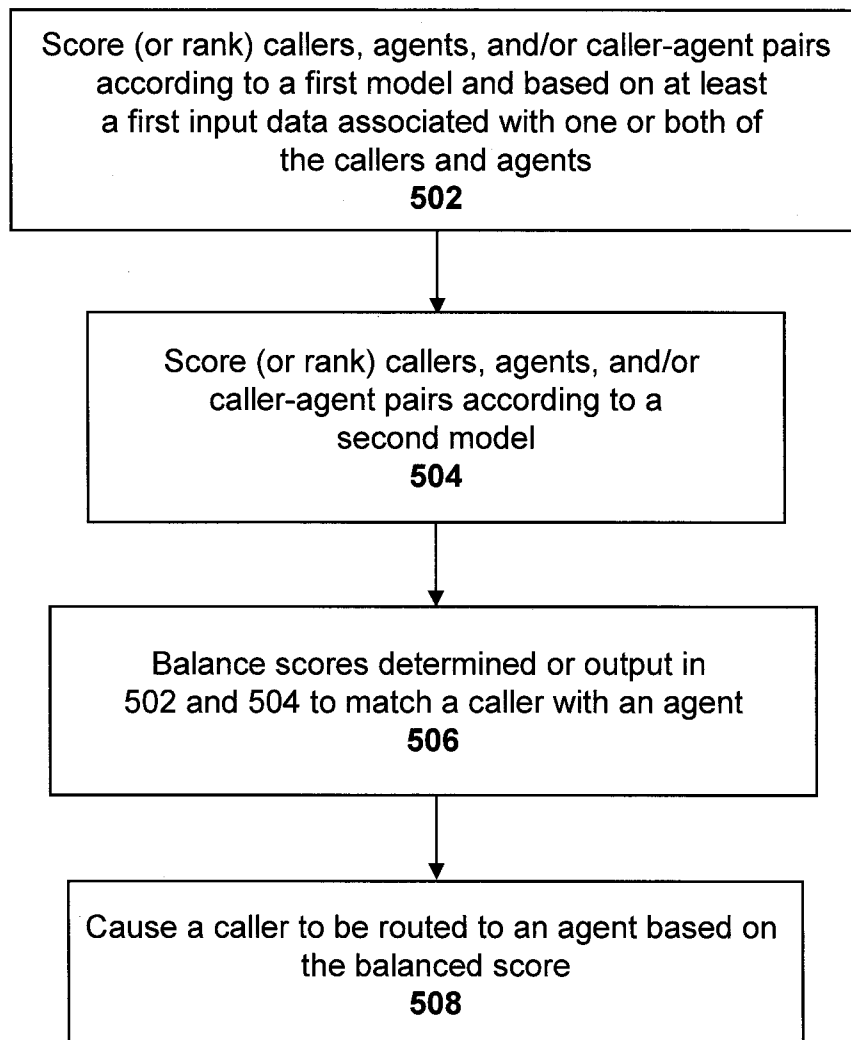 Score (or rank) callers, agents, and/or caller-agent pairs
according to a first model and based on at least
a first input data associated with one or both of
the callers and agents
502
Score (or rank) callers, agents, and/or
caller-agent pairs according to a
second model
504
Balance scores determined or output in
502 and 504 to match a caller with an agent
506
Cause a caller to be routed to an agent based on
the balanced score
508